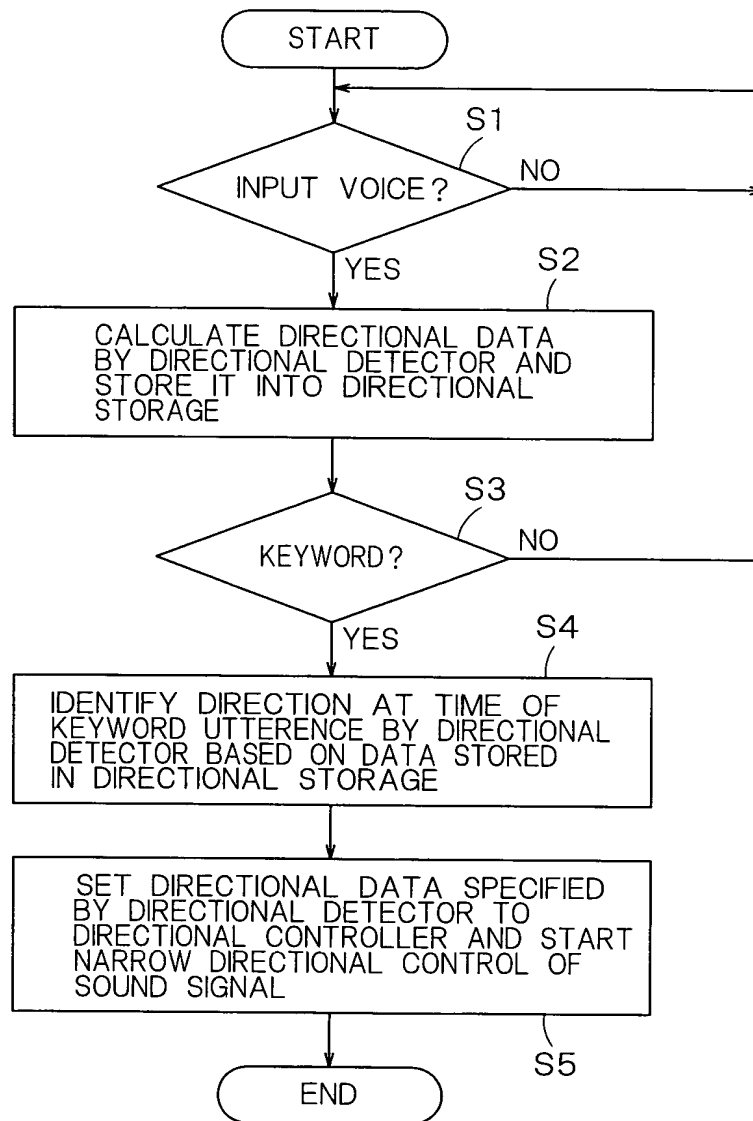 START
S1
INPUT VOICE?
NO
YES
S2
CALCULATE DIRECTIONAL DATA
BY DIRECTIONAL DETECTOR AND
STORE IT INTO DIRECTIONAL
STORAGE
S3
KEYWORD?
NO
YES
S4
IDENTIFY DIRECTION AT TIME OF
KEYWORD UTTERENCE BY DIRECTIONAL
DETECTOR BASED ON DATA STORED
IN DIRECTIONAL STORAGE
SET DIRECTIONAL DATA SPECIFIED
BY DIRECTIONAL DETECTOR TO
DIRECTIONAL CONTROLLER AND START
NARROW DIRECTIONAL CONTROL OF
SOUND SIGNAL
S5
END